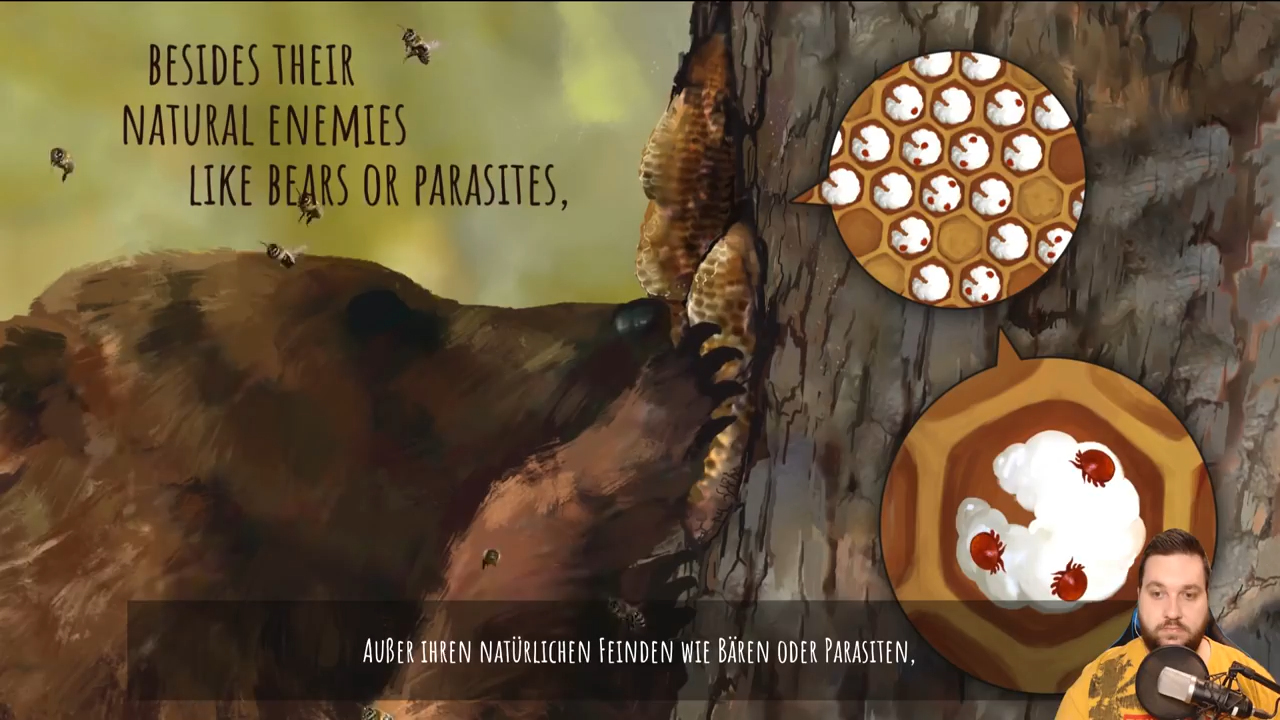 BESIDES THEIR
NATURAL ENEMIES
LIKE BEARS OR PARASITES,
AUßER IHREN NATÜRLICHEN FEINDEN WIE BÄREN ODER PARASITEN,